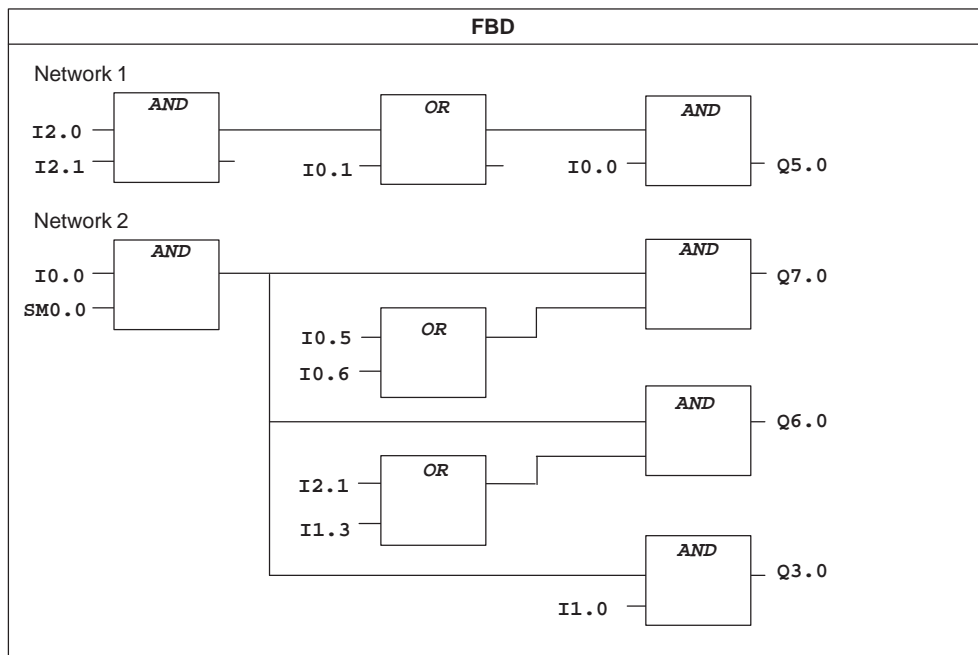 FBD
Network 1
AND
OR
AND
I2.0
I2.1
I0.1
I0.0
Q5.0
Network 2
AND
AND
I0.0
Q7.0
SM0.0
I0.5
OR
I0.6
AND
Q6.0
I2.1
OR
I1.3
AND
Q3.0
I1.0